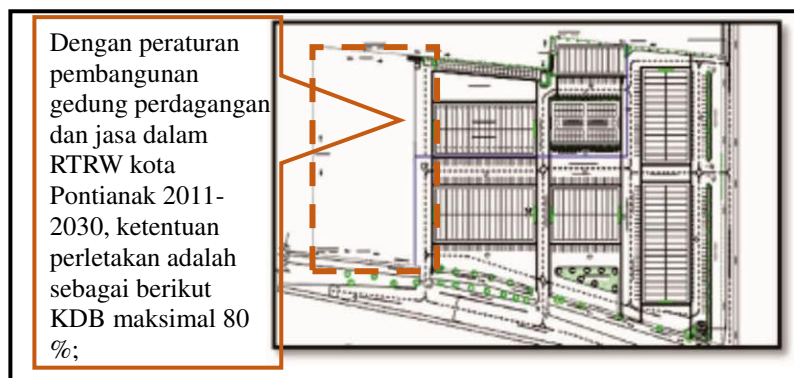 Dengan peraturan
pembangunan
gedung perdagangan
dan jasa dalam
RTRW kota
Pontianak 2011-
2030, ketentuan
perletakan adalah
sebagai berikut
KDB maksimal 80
%;